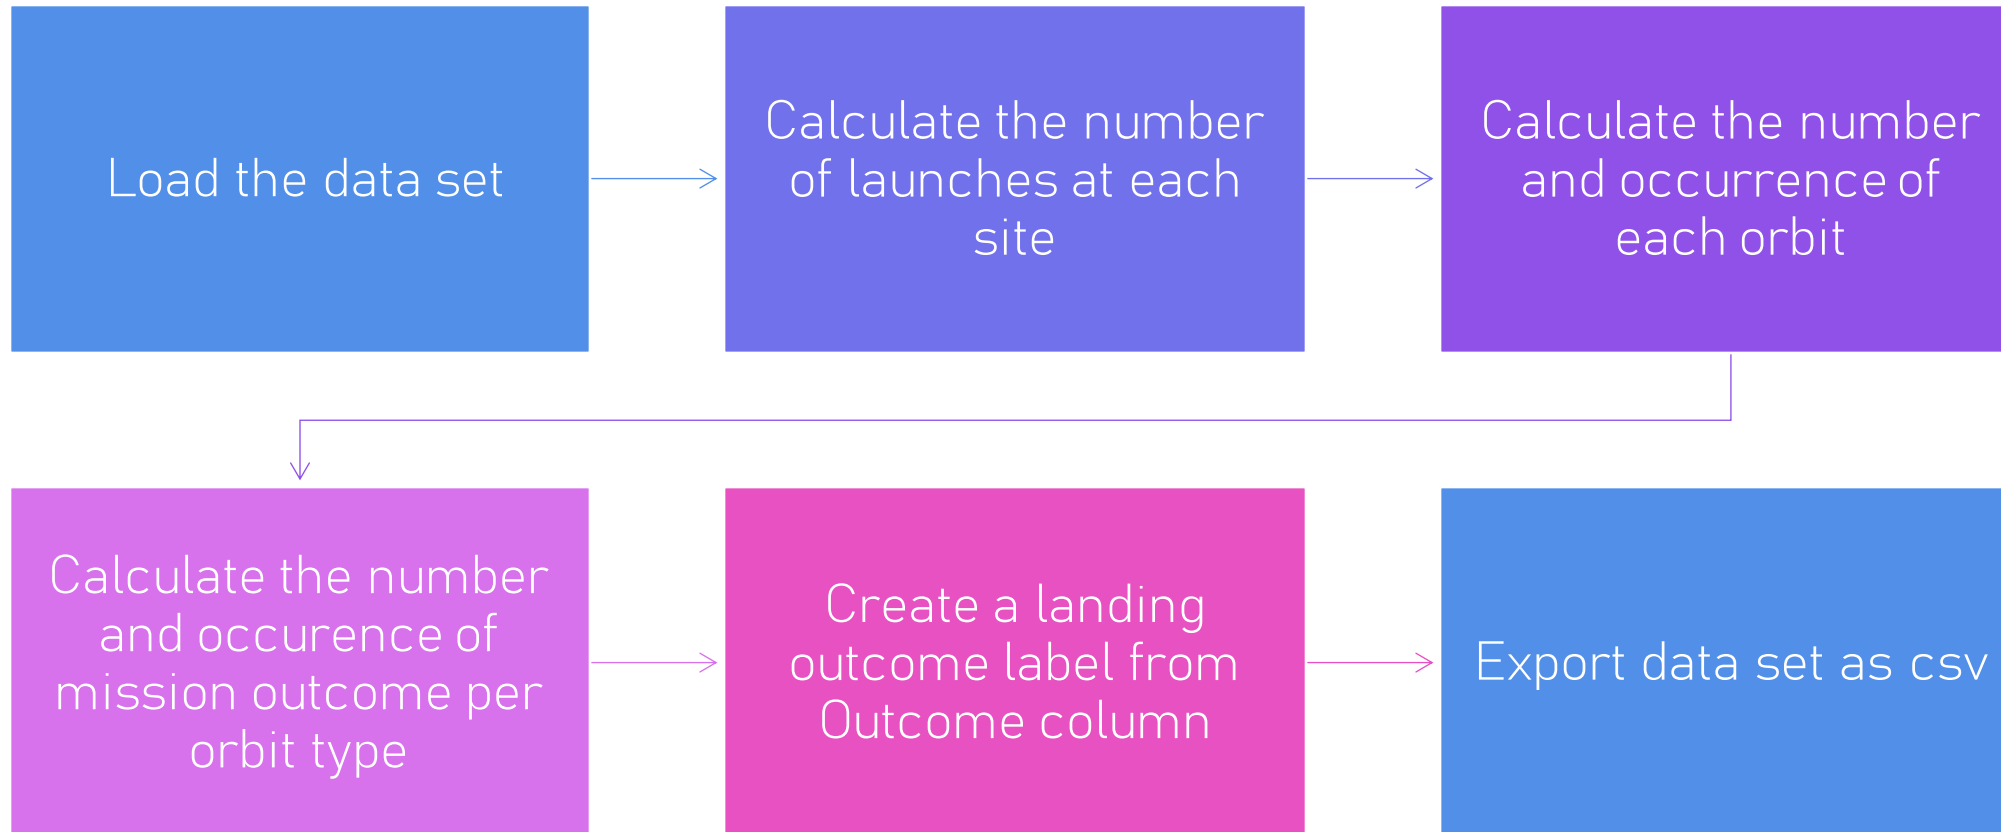 Load the data set
Calculate the number
of launches at each
site
Calculate the number
and occurrence of
each orbit
Calculate the number
and occurence of
mission outcome per
orbit type
Create a landing
outcome label from
Outcome column
Export data set as csv